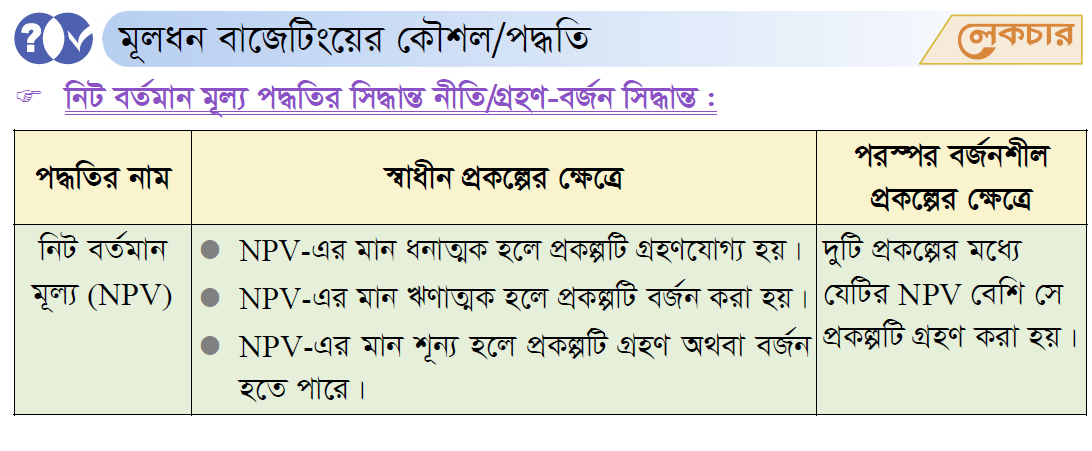 মূলধন বাজেটিংয়ের কৌশল/পদ্ধতি
লেকচার
☞ নিট বর্তমান মূল্য পদ্ধতির সিদ্ধান্ত নীতি/গ্রহণ-বর্জন সিদ্ধান্ত :
পদ্ধতির নাম
স্বাধীন প্রকল্পের ক্ষেত্রে
পরস্পর বর্জনশীল
প্রকল্পের ক্ষেত্রে
নিট বর্তমান
মূল্য (NPV)
● NPV-এর মান ধনাত্মক হলে প্রকল্পটি গ্রহণযোগ্য হয়।
● NPV-এর মান ঋণাত্মক হলে প্রকল্পটি বর্জন করা হয়।
● NPV-এর মান শূন্য হলে প্রকল্পটি গ্রহণ অথবা বর্জন
হতে পারে।
দুটি প্রকল্পের মধ্যে
যেটির NPV বেশি সে
প্রকল্পটি গ্রহণ করা হয়।